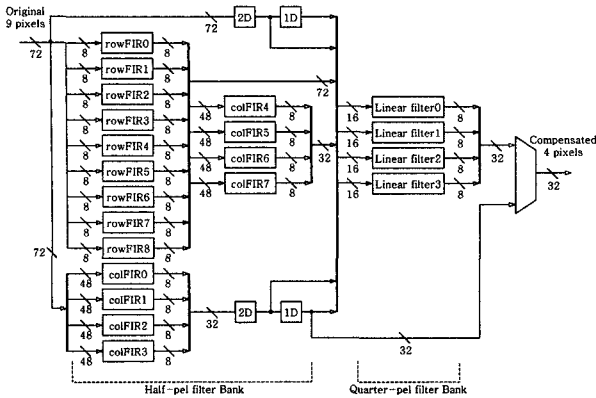 Original
9 pixels
72
72
2D
1D
8 rowFIR0 8
8 rowFIR1 8
8 rowFIR2 8
8 rowFIR3 8
8 rowFIR4 8
8 rowFIR5 8
8 rowFIR6 8
8 rowFIR7 8
8 rowFIR8 8
72
72
48 colFIR4 8
48 colFIR5 8
48 colFIR6 8
48 colFIR7 8
32
16 Linear filter0 8
16 Linear filter1 8
16 Linear filter2 8
16 Linear filter3 8
32
Compensated
4 pixels
32
48 colFIR0 8
48 colFIR1 8
48 colFIR2 8
48 colFIR3 8
32
2D
1D
32
Half-pel filter Bank
Quarter-pel filter Bank